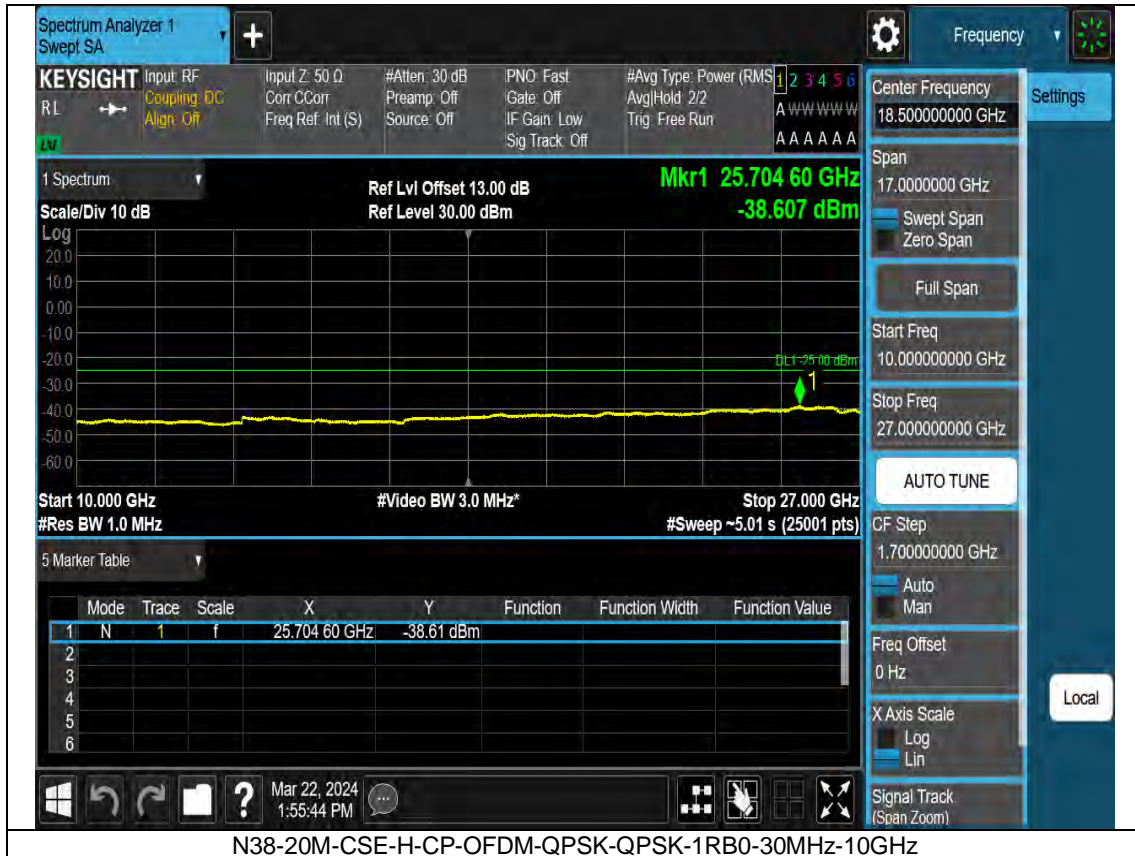 Spectrum Analyzer 1
Swept SA
Frequency
KEYSIGHT
RL
LXI
Input: RF
Coupling: DC
Align: Off
Input Z: 50 Ω
Corr CCorr
Freq Ref: Int (S)
#Atten: 30 dB
Preamp: Off
Source: Off
PNO: Fast
Gate: Off
IF Gain: Low
Sig Track: Off
#Avg Type: Power (RMS
Avg|Hold: 2/2
Trig: Free Run
1 2 3 4 5 6
A W W W W W
A A A A A A
1 Spectrum
Scale/Div 10 dB
Ref Lvl Offset 13.00 dB
Ref Level 30.00 dBm
Mkr1 25.704 60 GHz
-38.607 dBm
Log
20.0
10.0
0.00
-10.0
-20.0
-30.0
-40.0
-50.0
-60.0
DL1 -25.00 dBm
1
Start 10.000 GHz
#Video BW 3.0 MHz*
Stop 27.000 GHz
#Res BW 1.0 MHz
#Sweep ~5.01 s (25001 pts)
5 Marker Table
Mode Trace Scale X Y Function Function Width Function Value
1 N 1 f 25.704 60 GHz -38.61 dBm
2
3
4
5
6
Mar 22, 2024
1:55:44 PM
Center Frequency
18.500000000 GHz
Settings
Span
17.0000000 GHz
Swept Span
Zero Span
Full Span
Start Freq
10.000000000 GHz
Stop Freq
27.000000000 GHz
AUTO TUNE
CF Step
1.700000000 GHz
Auto
Man
Freq Offset
0 Hz
X Axis Scale
Log
Lin
Local
Signal Track
(Span Zoom)
N38-20M-CSE-H-CP-OFDM-QPSK-QPSK-1RB0-30MHz-10GHz